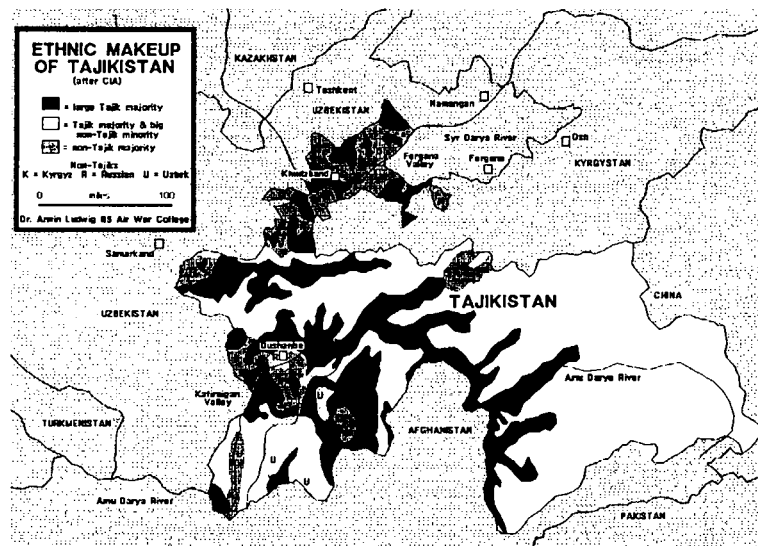 ETHNIC MAKEUP
OF TAJIKISTAN
(after CIA)
= large Tajik majority
= Tajik majority & big
non-Tajik minority
= non-Tajik majority
Non-Tajiks
K = Kyrgyz R = Russian U = Uzbek
0 miles 100
Dr. Armin Ludwig US Air War College
KAZAKHSTAN
Tashkent
UZBEKISTAN
Namangan
Syr Darya River
Osh
Fergana
Valley
Fergana
KYRGYSTAN
Khudzhand
Samarkand
UZBEKISTAN
TAJIKISTAN
CHINA
Dushanbe
R
Kafirnigan
Valley
U
Amu Darya River
TURKMENISTAN
AFGHANISTAN
U
U
Amu Darya River
PAKISTAN